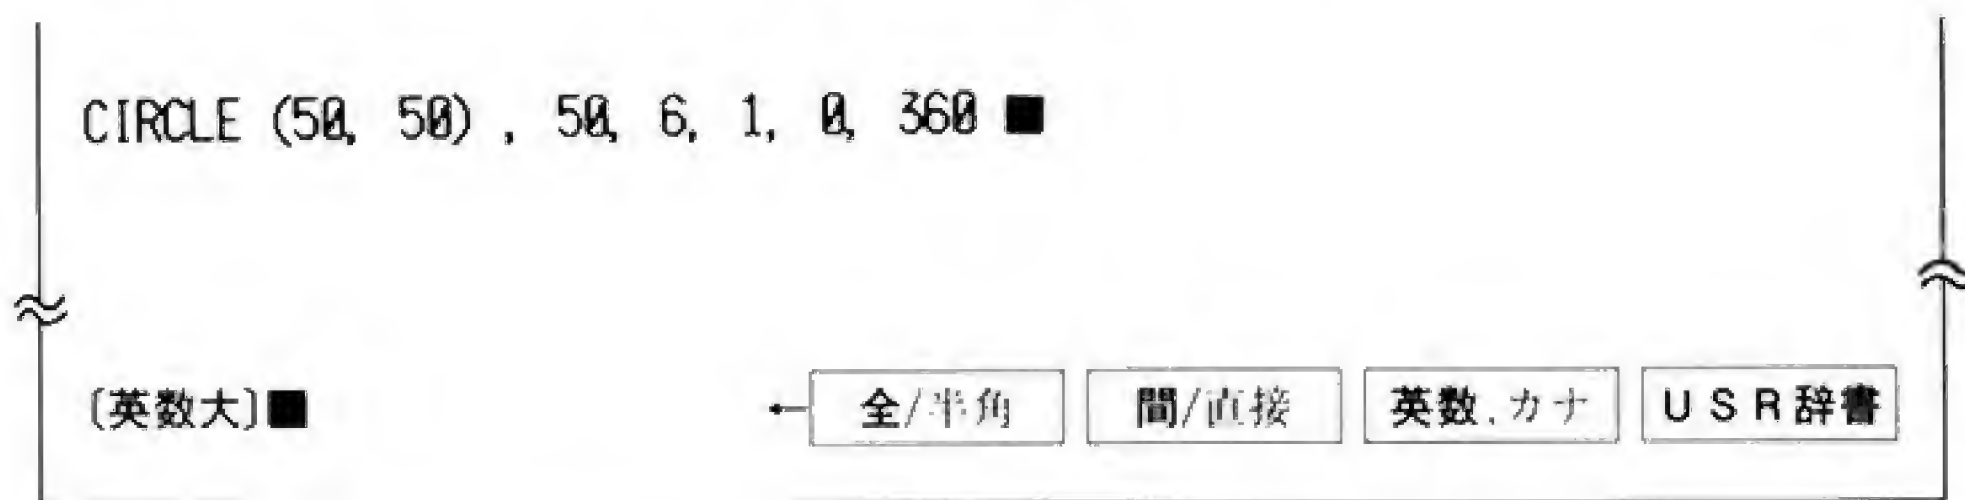 CIRCLE (50, 50) , 50, 6, 1, 0, 360 ■
〔英数大〕■ ← 全/半角 間/直接 英数,カナ USR辞書